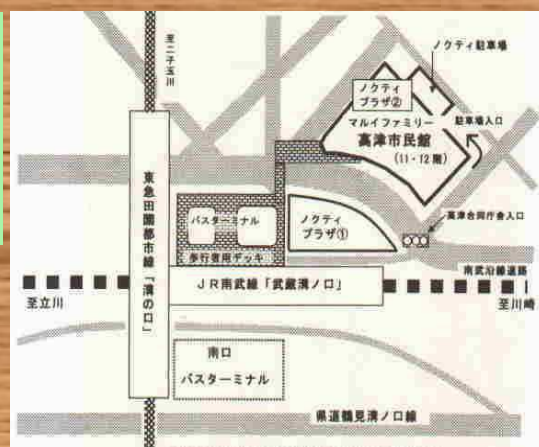 至二子玉川
ノクティ駐車場
ノクティ
プラザ②
マルイファミリー
高津市民館
(11・12階)
駐車場入口
東急田園都市線「溝の口」
バスターミナル
ノクティ
プラザ①
高津合同庁舎入口
歩行者用デッキ
南武沿線道路
JR南武線「武蔵溝ノ口」
至立川
至川崎
南口
バスターミナル
県道鶴見溝ノ口線